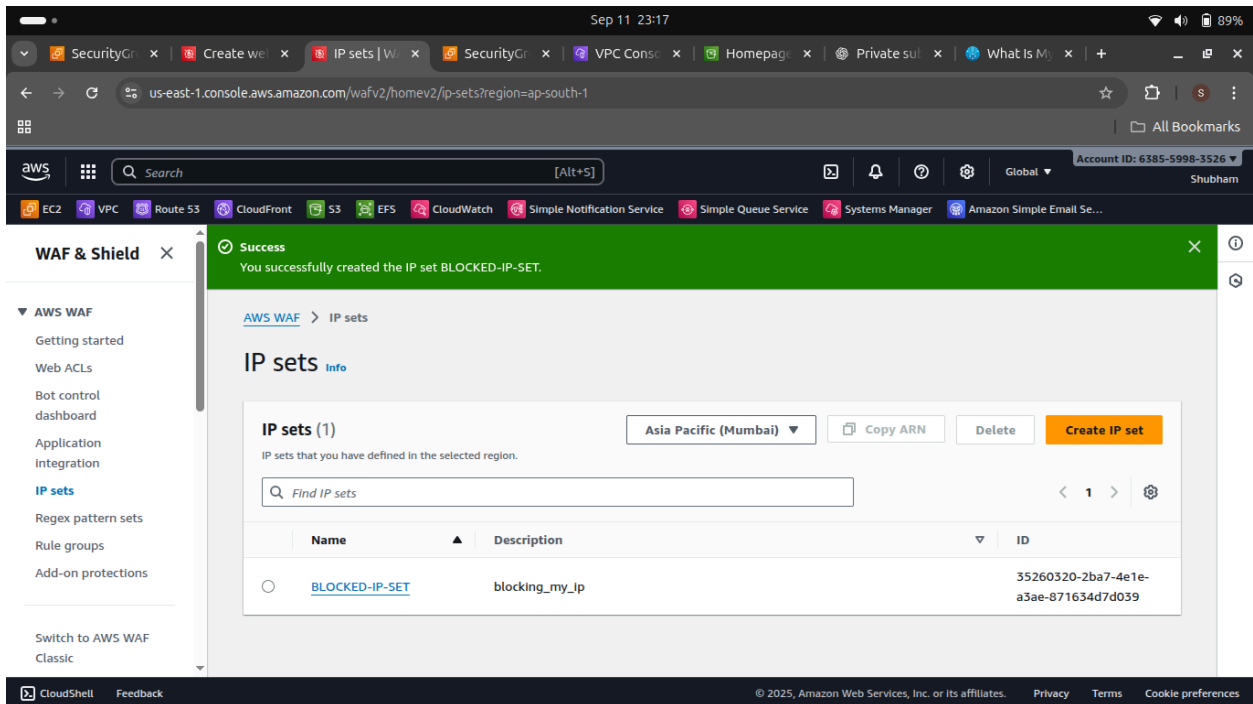 Sep 11 23:17
89%
SecurityGr
Create we
IP sets | W
SecurityGr
VPC Conso
Homepage
Private sub
What Is My
us-east-1.console.aws.amazon.com/wafv2/homev2/ip-sets?region=ap-south-1
S
All Bookmarks
aws
Search
[Alt+S]
Global
Account ID: 6385-5998-3526
Shubham
EC2
VPC
Route 53
CloudFront
S3
EFS
CloudWatch
Simple Notification Service
Simple Queue Service
Systems Manager
Amazon Simple Email Se...
WAF & Shield
AWS WAF
Getting started
Web ACLs
Bot control
dashboard
Application
integration
IP sets
Regex pattern sets
Rule groups
Add-on protections
Switch to AWS WAF
Classic
Success
You successfully created the IP set BLOCKED-IP-SET.
AWS WAF > IP sets
IP sets Info
IP sets (1)
Asia Pacific (Mumbai)
Copy ARN
Delete
Create IP set
IP sets that you have defined in the selected region.
Find IP sets
1
Name
Description
ID
BLOCKED-IP-SET
blocking_my_ip
35260320-2ba7-4e1e-
a3ae-871634d7d039
CloudShell
Feedback
© 2025, Amazon Web Services, Inc. or its affiliates.
Privacy
Terms
Cookie preferences